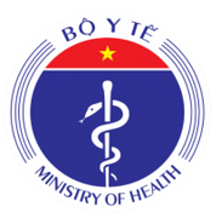 BỘ Y TẾ
MINISTRY OF HEALTH